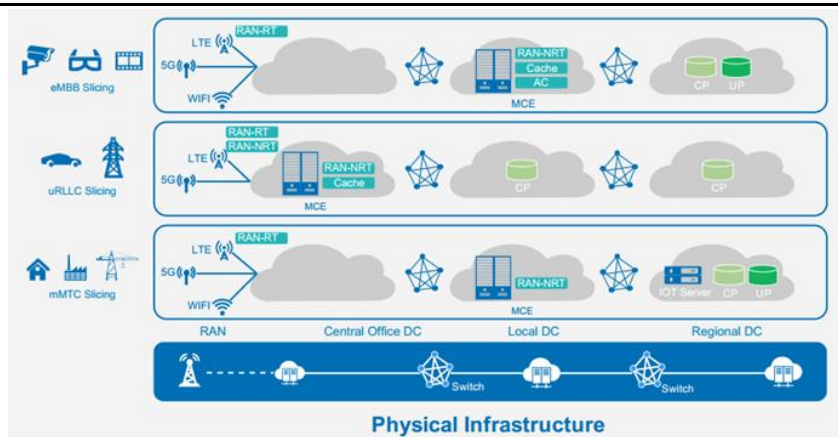 RAN-RT
LTE
5G
WIFI
eMBB Slicing
RAN-NRT
Cache
AC
MCE
CP
UP
RAN-RT
RAN-NRT
LTE
5G
uRLLC Slicing
RAN-NRT
Cache
MCE
CP
CP
RAN-RT
LTE
5G
WIFI
mMTC Slicing
RAN-NRT
MCE
IOT Server
CP
UP
RAN
Central Office DC
Local DC
Regional DC
Switch
Switch
Physical Infrastructure